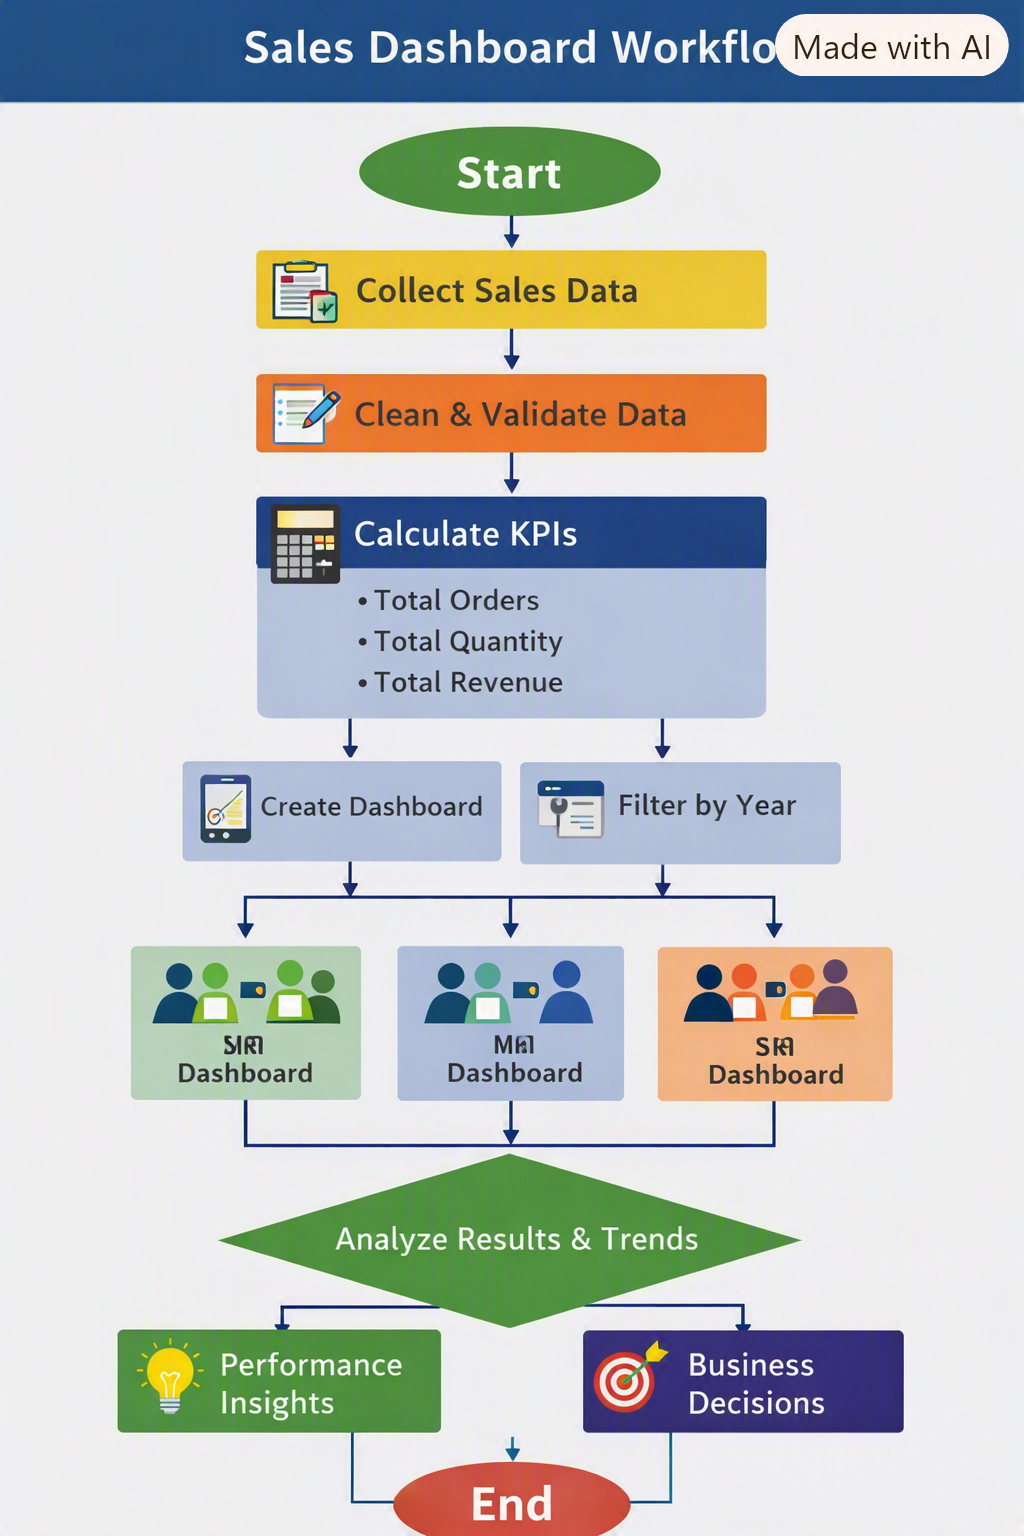 Sales Dashboard Workflo
Made with AI
Start
Collect Sales Data
Clean & Validate Data
Calculate KPIs
• Total Orders
• Total Quantity
• Total Revenue
Create Dashboard
Filter by Year
Dashboard
Dashboard
Dashboard
Analyze Results & Trends
Performance
Insights
Business
Decisions
End